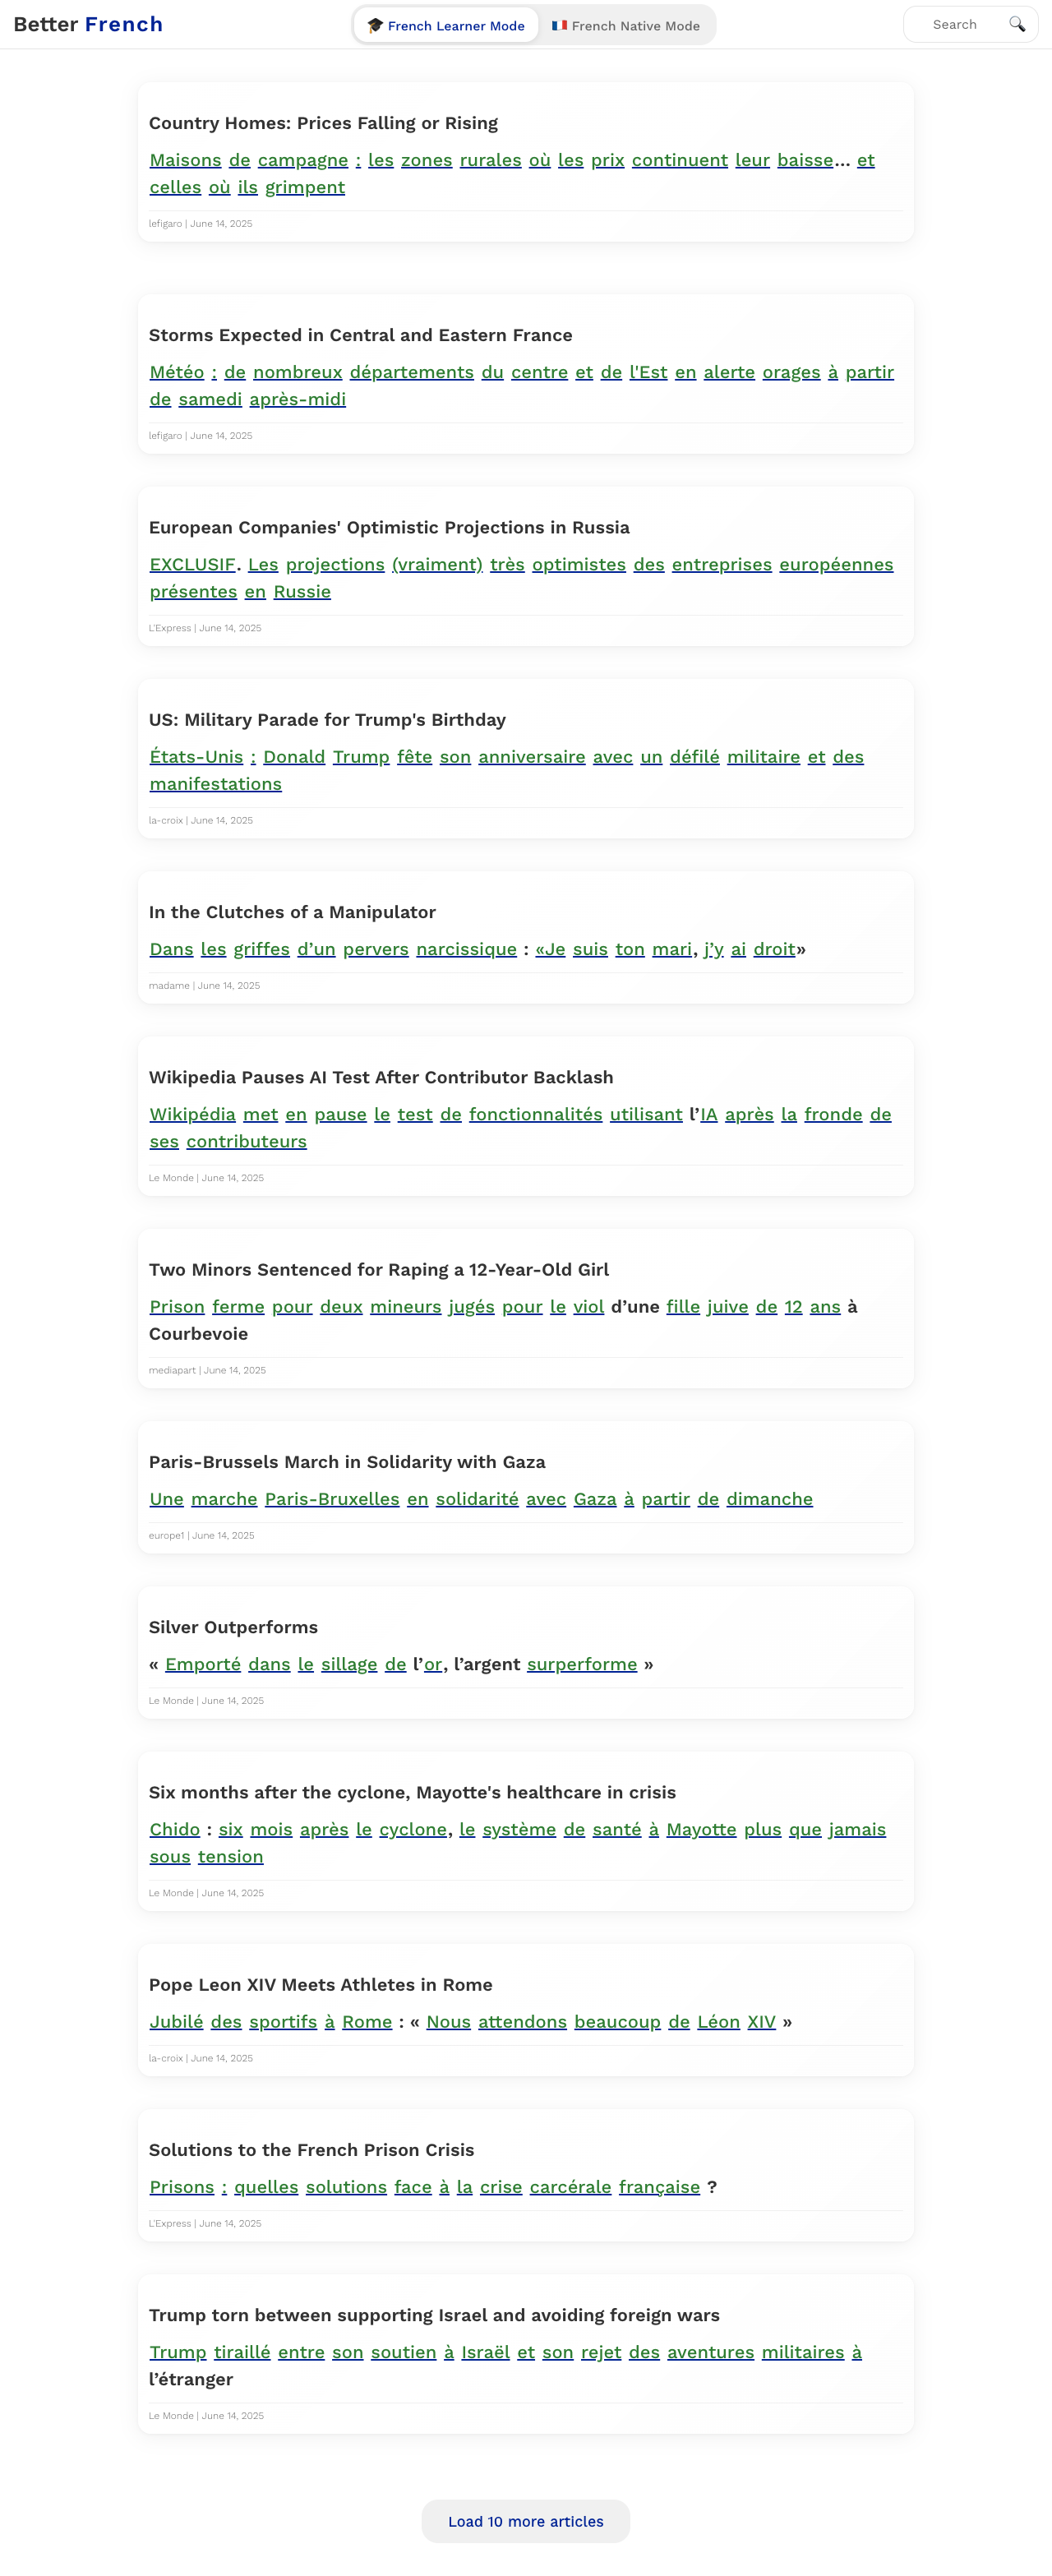 Better French
🎓 French Learner Mode
🇫🇷 French Native Mode
Search
Country Homes: Prices Falling or Rising
Maisons de campagne : les zones rurales où les prix continuent leur baisse… et
celles où ils grimpent
lefigaro | June 14, 2025
Storms Expected in Central and Eastern France
Météo : de nombreux départements du centre et de l'Est en alerte orages à partir
de samedi après-midi
lefigaro | June 14, 2025
European Companies' Optimistic Projections in Russia
EXCLUSIF. Les projections (vraiment) très optimistes des entreprises européennes
présentes en Russie
L'Express | June 14, 2025
US: Military Parade for Trump's Birthday
États-Unis : Donald Trump fête son anniversaire avec un défilé militaire et des
manifestations
la-croix | June 14, 2025
In the Clutches of a Manipulator
Dans les griffes d’un pervers narcissique : «Je suis ton mari, j’y ai droit»
madame | June 14, 2025
Wikipedia Pauses AI Test After Contributor Backlash
Wikipédia met en pause le test de fonctionnalités utilisant l’IA après la fronde de
ses contributeurs
Le Monde | June 14, 2025
Two Minors Sentenced for Raping a 12-Year-Old Girl
Prison ferme pour deux mineurs jugés pour le viol d’une fille juive de 12 ans à
Courbevoie
mediapart | June 14, 2025
Paris-Brussels March in Solidarity with Gaza
Une marche Paris-Bruxelles en solidarité avec Gaza à partir de dimanche
europe1 | June 14, 2025
Silver Outperforms
« Emporté dans le sillage de l’or, l’argent surperforme »
Le Monde | June 14, 2025
Six months after the cyclone, Mayotte's healthcare in crisis
Chido : six mois après le cyclone, le système de santé à Mayotte plus que jamais
sous tension
Le Monde | June 14, 2025
Pope Leon XIV Meets Athletes in Rome
Jubilé des sportifs à Rome : « Nous attendons beaucoup de Léon XIV »
la-croix | June 14, 2025
Solutions to the French Prison Crisis
Prisons : quelles solutions face à la crise carcérale française ?
L'Express | June 14, 2025
Trump torn between supporting Israel and avoiding foreign wars
Trump tiraillé entre son soutien à Israël et son rejet des aventures militaires à
l’étranger
Le Monde | June 14, 2025
Load 10 more articles